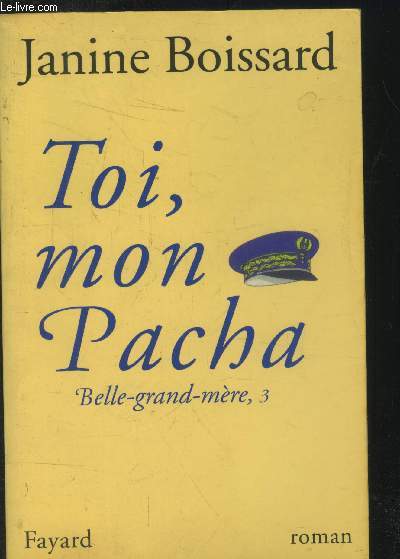 Le-livre.com
Janine Boissard
Toi,
mon
Pacha
Belle-grand-mère, 3
Fayard
roman